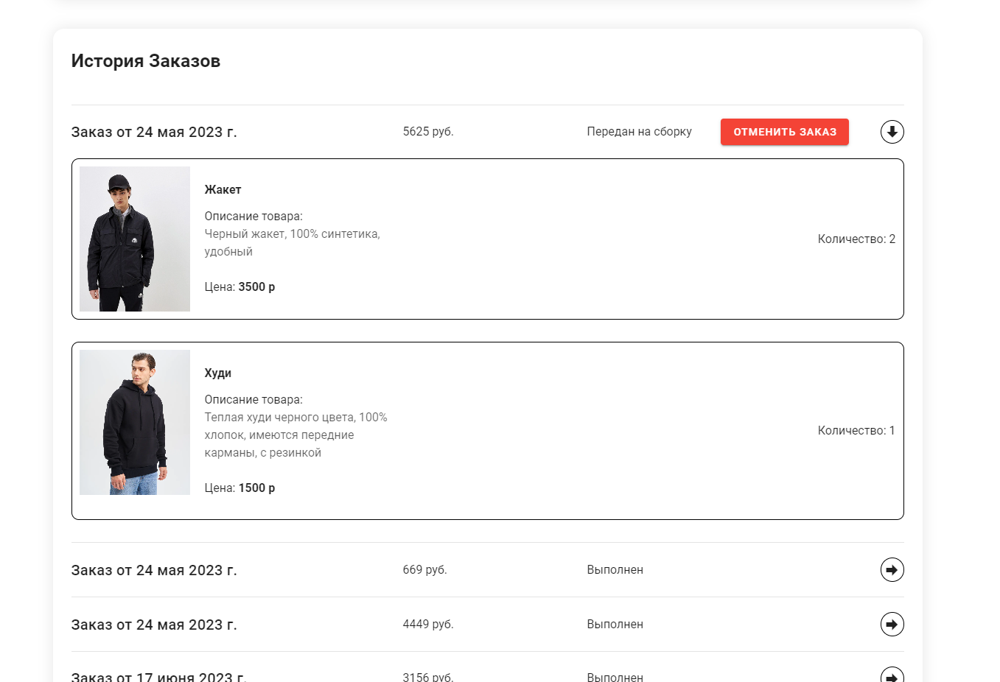 История Заказов
Заказ от 24 мая 2023 г.
5625 руб.
Передан на сборку
ОТМЕНИТЬ ЗАКАЗ
Жакет
Описание товара:
Черный жакет, 100% синтетика,
удобный
Цена: 3500 р
Количество: 2
Худи
Описание товара:
Теплая худи черного цвета, 100%
хлопок, имеются передние
карманы, с резинкой
Цена: 1500 р
Количество: 1
Заказ от 24 мая 2023 г.
669 руб.
Выполнен
Заказ от 24 мая 2023 г.
4449 руб.
Выполнен
Заказ от 17 июня 2023 г.
3156 руб.
Выполнен